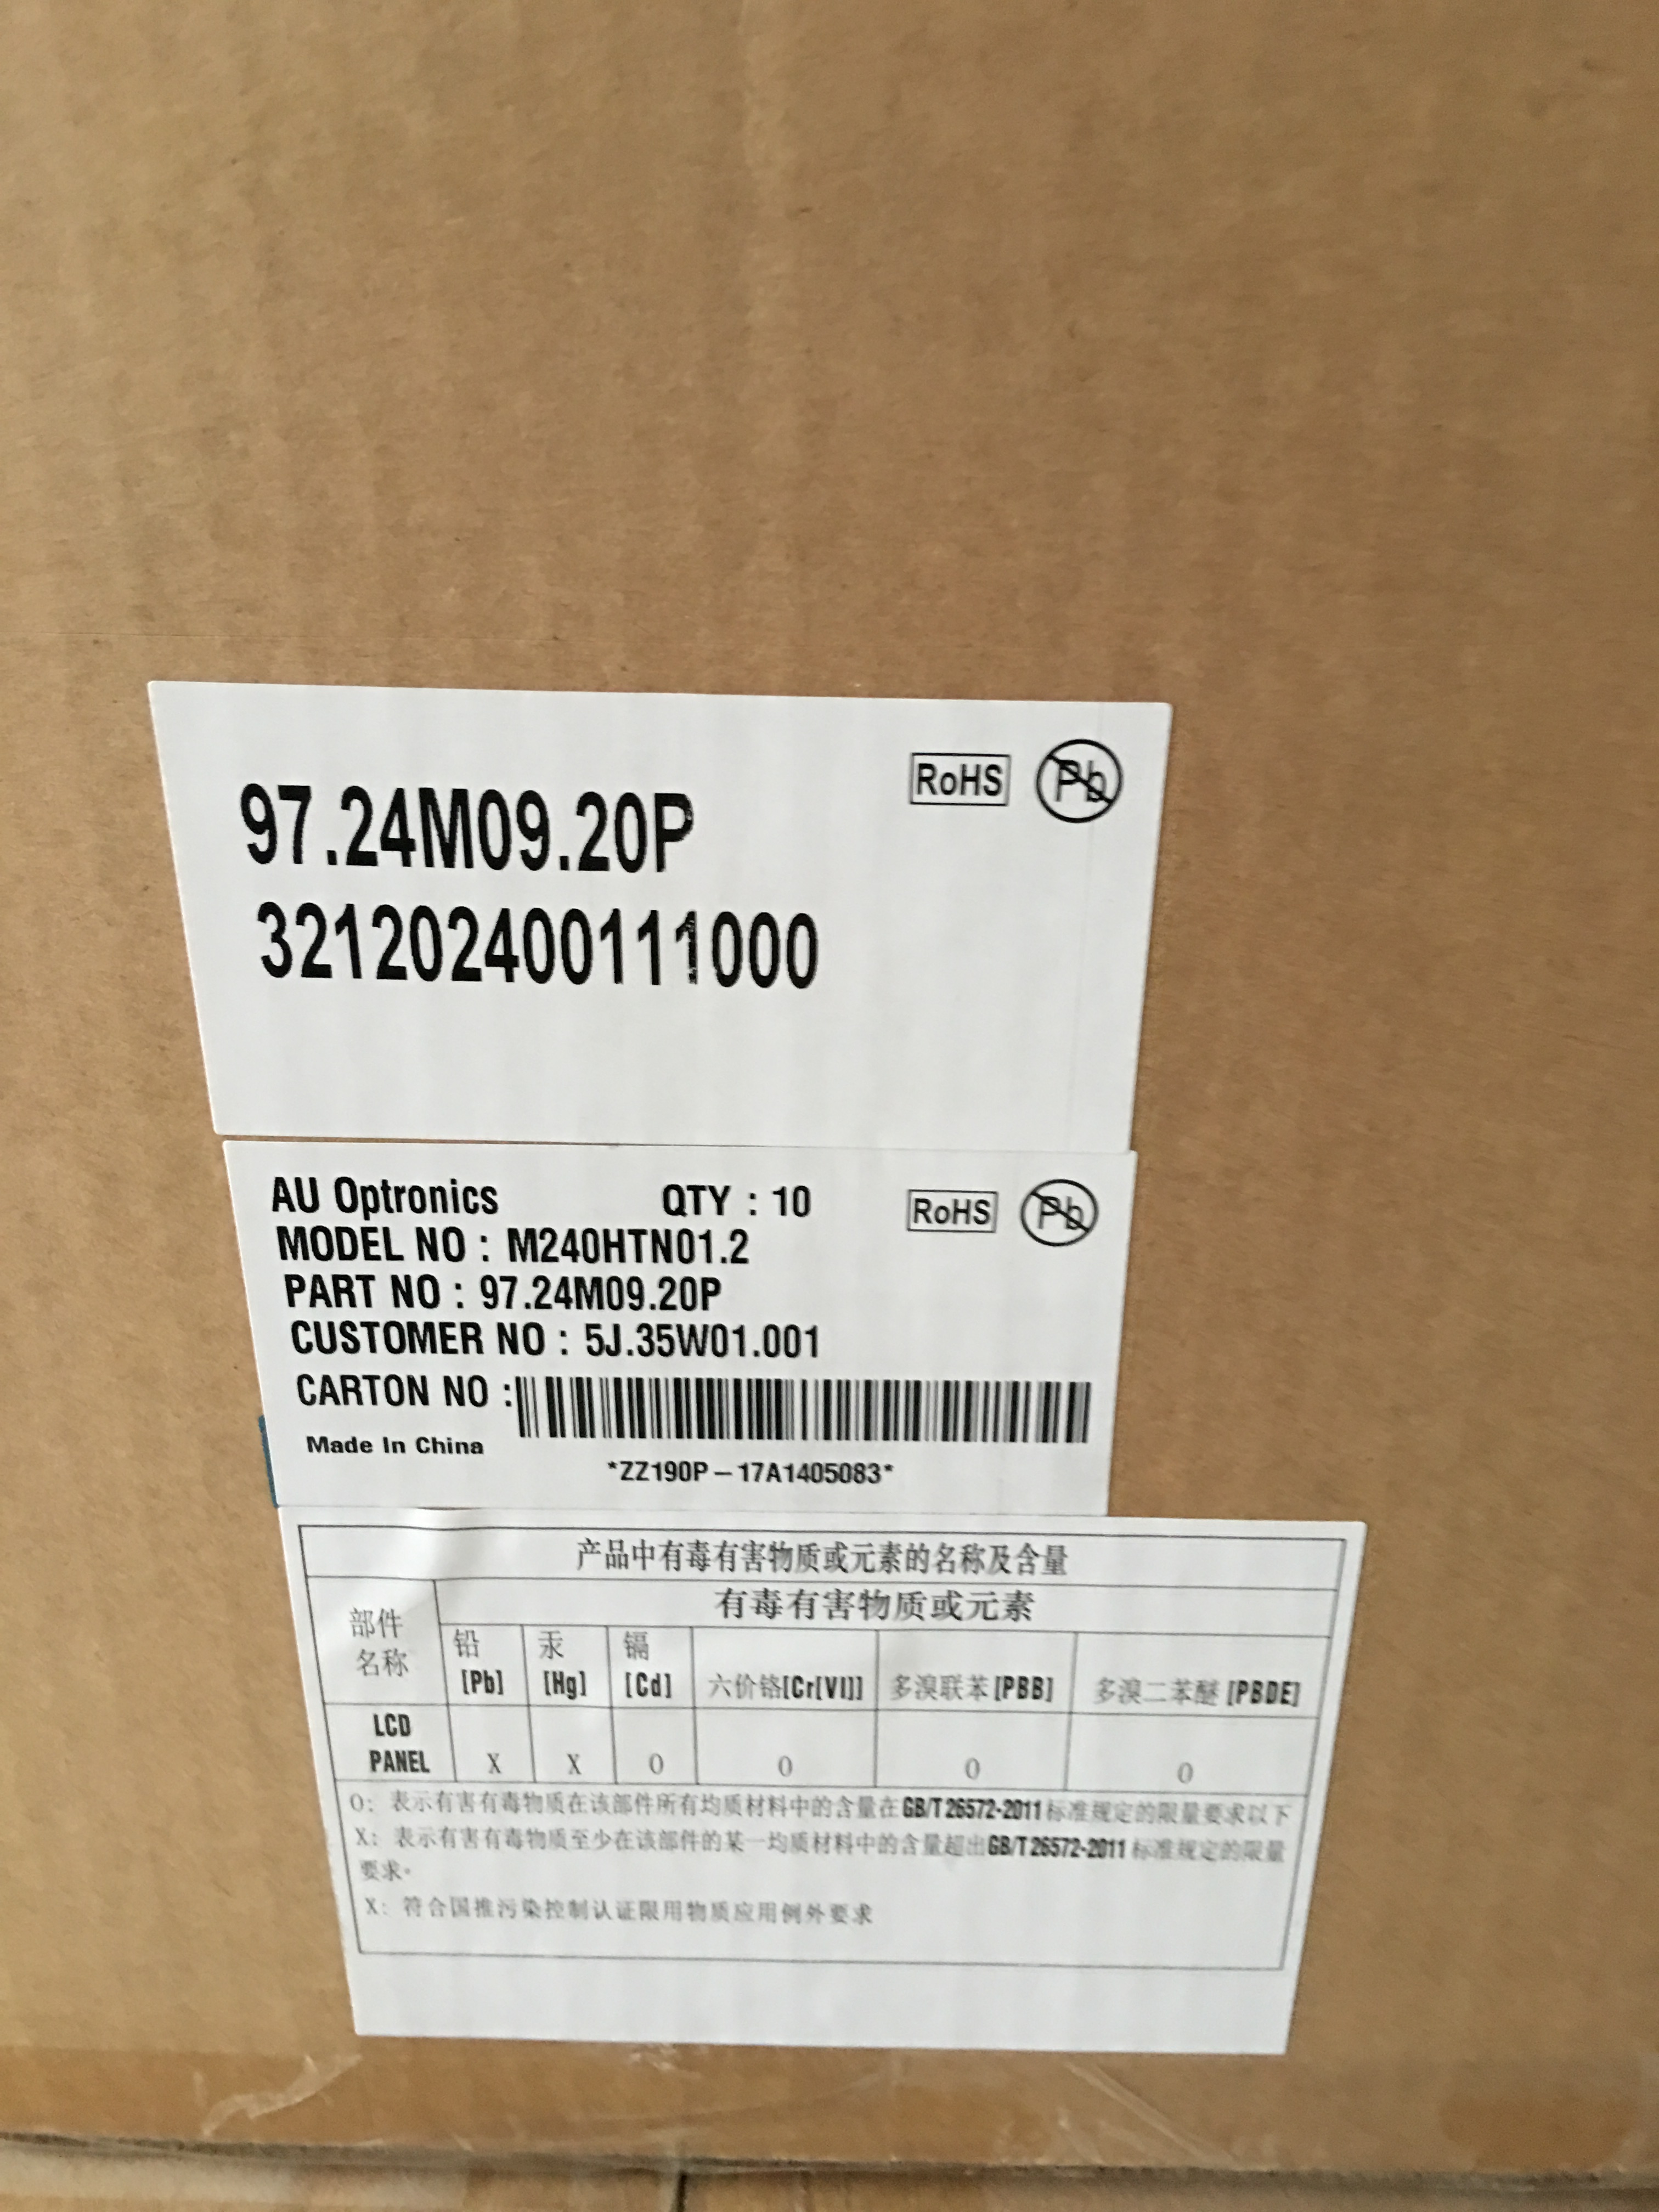 97.24M09.20P
RoHS
Pb
321202400111000
AU Optronics QTY : 10
RoHS
Pb
MODEL NO : M240HTN01.2
PART NO : 97.24M09.20P
CUSTOMER NO : 5J.35W01.001
CARTON NO :
Made In China
*ZZ190P-17A1405083*
产品中有毒有害物质或元素的名称及含量
部件
名称
有毒有害物质或元素
铅
[Pb]
汞
[Hg]
镉
[Cd]
六价铬[Cr[VI]]
多溴联苯[PBB]
多溴二苯醚[PBDE]
LCD
PANEL
X X O O O O
O: 表示有害有毒物质在该部件所有均质材料中的含量在GB/T 26572-2011标准规定的限量要求以下
X: 表示有害有毒物质至少在该部件的某一均质材料中的含量超出GB/T 26572-2011标准规定的限量
要求。
X: 符合国推污染控制认证限用物质应用例外要求